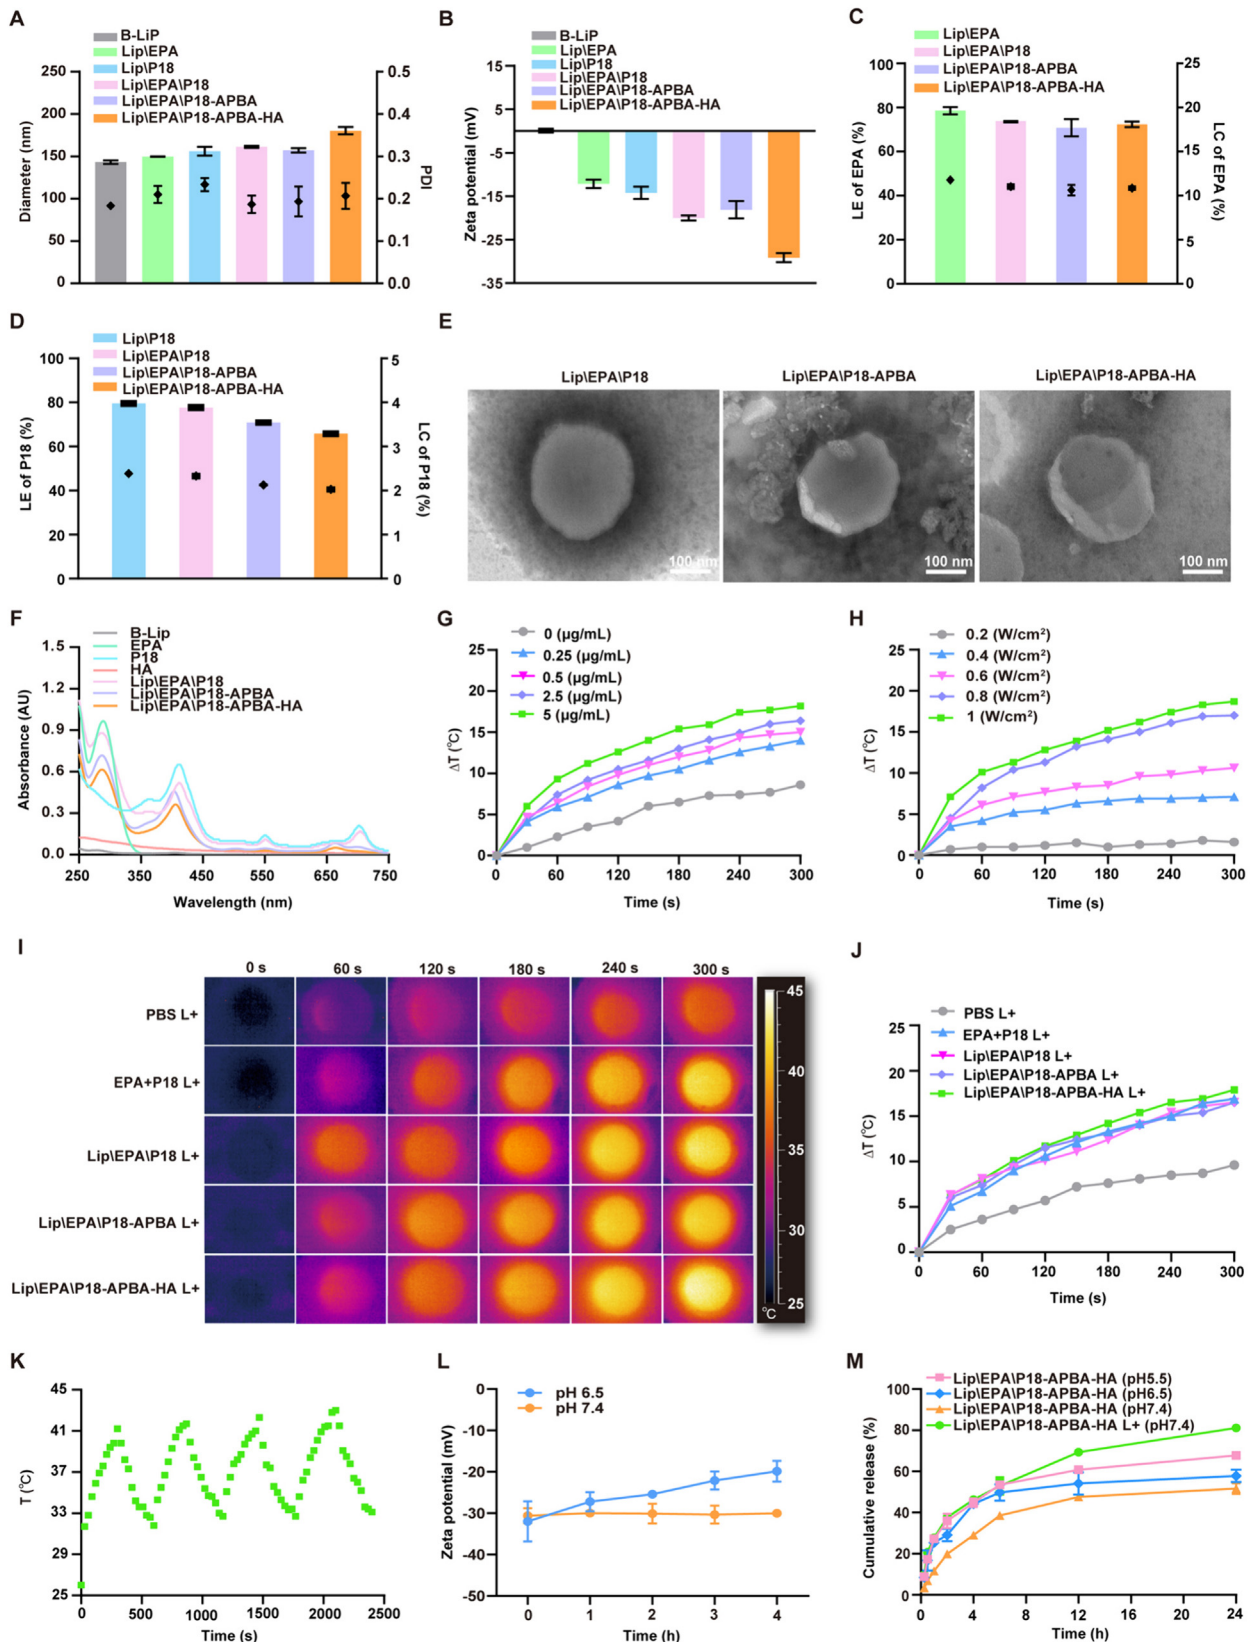 A
B-LiP
Lip\EPA
Lip\P18
Lip\EPA\P18
Lip\EPA\P18-APBA
Lip\EPA\P18-APBA-HA
Diameter (nm)
250
200
150
100
50
0
PDI
0.5
0.4
0.3
0.2
0.1
0.0
B
B-LiP
Lip\EPA
Lip\P18
Lip\EPA\P18
Lip\EPA\P18-APBA
Lip\EPA\P18-APBA-HA
Zeta potential (mV)
15
5
-5
-15
-25
-35
C
Lip\EPA
Lip\EPA\P18
Lip\EPA\P18-APBA
Lip\EPA\P18-APBA-HA
LE of EPA (%)
100
80
60
40
20
0
LC of EPA (%)
25
20
15
10
5
0
D
Lip\P18
Lip\EPA\P18
Lip\EPA\P18-APBA
Lip\EPA\P18-APBA-HA
LE of P18 (%)
100
80
60
40
20
0
LC of P18 (%)
5
4
3
2
1
0
E
Lip\EPA\P18
Lip\EPA\P18-APBA
Lip\EPA\P18-APBA-HA
100 nm
100 nm
100 nm
F
B-Lip
EPA
P18
HA
Lip\EPA\P18
Lip\EPA\P18-APBA
Lip\EPA\P18-APBA-HA
Absorbance (AU)
1.5
1.2
0.9
0.6
0.3
0.0
250 350 450 550 650 750
Wavelength (nm)
G
0 (µg/mL)
0.25 (µg/mL)
0.5 (µg/mL)
2.5 (µg/mL)
5 (µg/mL)
ΔT (℃)
25
20
15
10
5
0
0 60 120 180 240 300
Time (s)
H
0.2 (W/cm²)
0.4 (W/cm²)
0.6 (W/cm²)
0.8 (W/cm²)
1 (W/cm²)
ΔT (℃)
25
20
15
10
5
0
0 60 120 180 240 300
Time (s)
I
0 s 60 s 120 s 180 s 240 s 300 s
PBS L+
EPA+P18 L+
Lip\EPA\P18 L+
Lip\EPA\P18-APBA L+
Lip\EPA\P18-APBA-HA L+
45
40
35
30
25
℃
J
PBS L+
EPA+P18 L+
Lip\EPA\P18 L+
Lip\EPA\P18-APBA L+
Lip\EPA\P18-APBA-HA L+
ΔT (℃)
25
20
15
10
5
0
0 60 120 180 240 300
Time (s)
K
T (℃)
45
41
37
33
29
25
0 500 1000 1500 2000 2500
Time (s)
L
pH 6.5
pH 7.4
Zeta potential (mV)
-0
-10
-20
-30
-40
-50
0 1 2 3 4
Time (h)
M
Lip\EPA\P18-APBA-HA (pH5.5)
Lip\EPA\P18-APBA-HA (pH6.5)
Lip\EPA\P18-APBA-HA (pH7.4)
Lip\EPA\P18-APBA-HA L+ (pH7.4)
Cumulative release (%)
100
80
60
40
20
0
0 4 8 12 16 20 24
Time (h)